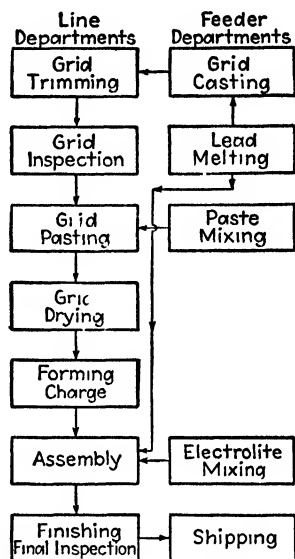 Line
Departments
Feeder
Departments
Grid
Trimming
Grid
Casting
Grid
Inspection
Lead
Melting
Grid
Pasting
Paste
Mixing
Gric
Drying
Forming
Charge
Assembly
Electrolite
Mixing
Finishing
Final Inspection
Shipping